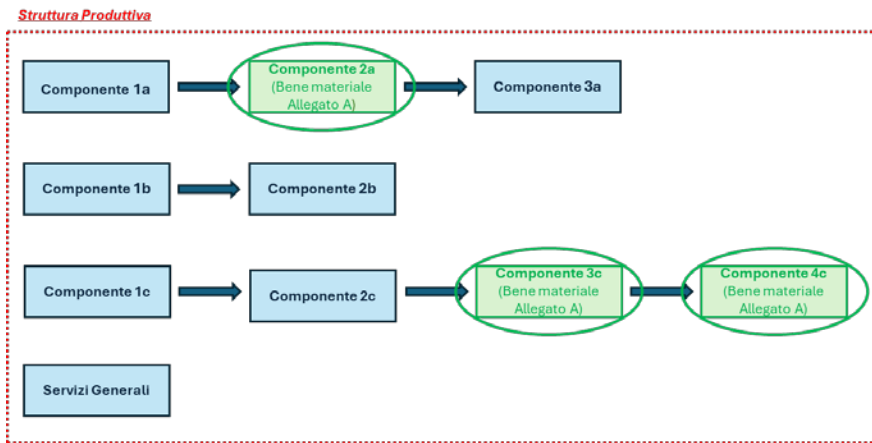 Struttura Produttiva
Componente 1a
Componente 2a
(Bene materiale
Allegato A)
Componente 3a
Componente 1b
Componente 2b
Componente 1c
Componente 2c
Componente 3c
(Bene materiale
Allegato A)
Componente 4c
(Bene materiale
Allegato A)
Servizi Generali